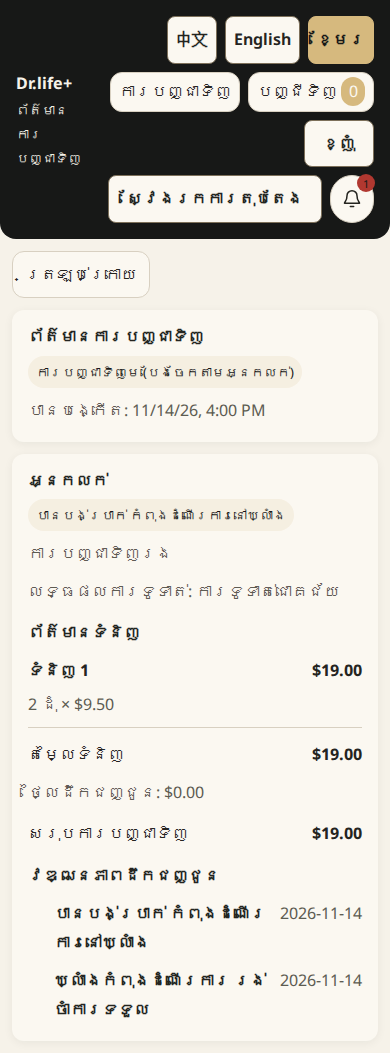 中文
English
ខ្មែរ
Dr.life+
ព័ត៌មាន
ការ
បញ្ជាទិញ
ការបញ្ជាទិញ
បញ្ជីទិញ 0
ខ្ញុំ
ស្វែងរកការតុបតែង
1
ត្រឡប់ក្រោយ
ព័ត៌មានការបញ្ជាទិញ
ការបញ្ជាទិញមេ (បែងចែកតាមអ្នកលក់)
បានបង្កើត: 11/14/26, 4:00 PM
អ្នកលក់
បានបង់ប្រាក់ កំពុងដំណើរការនៅឃ្លាំង
ការបញ្ជាទិញរង
លទ្ធផលការទូទាត់: ការទូទាត់ជោគជ័យ
ព័ត៌មានទំនិញ
ទំនិញ 1 $19.00
2 ដុំ × $9.50
តម្លៃទំនិញ $19.00
ថ្លៃដឹកជញ្ជូន: $0.00
សរុបការបញ្ជាទិញ $19.00
វឌ្ឍនភាពដឹកជញ្ជូន
បានបង់ប្រាក់ កំពុងដំណើរ 2026-11-14
ការនៅឃ្លាំង
ឃ្លាំងកំពុងដំណើរការ រង់ 2026-11-14
ចាំការទទួល